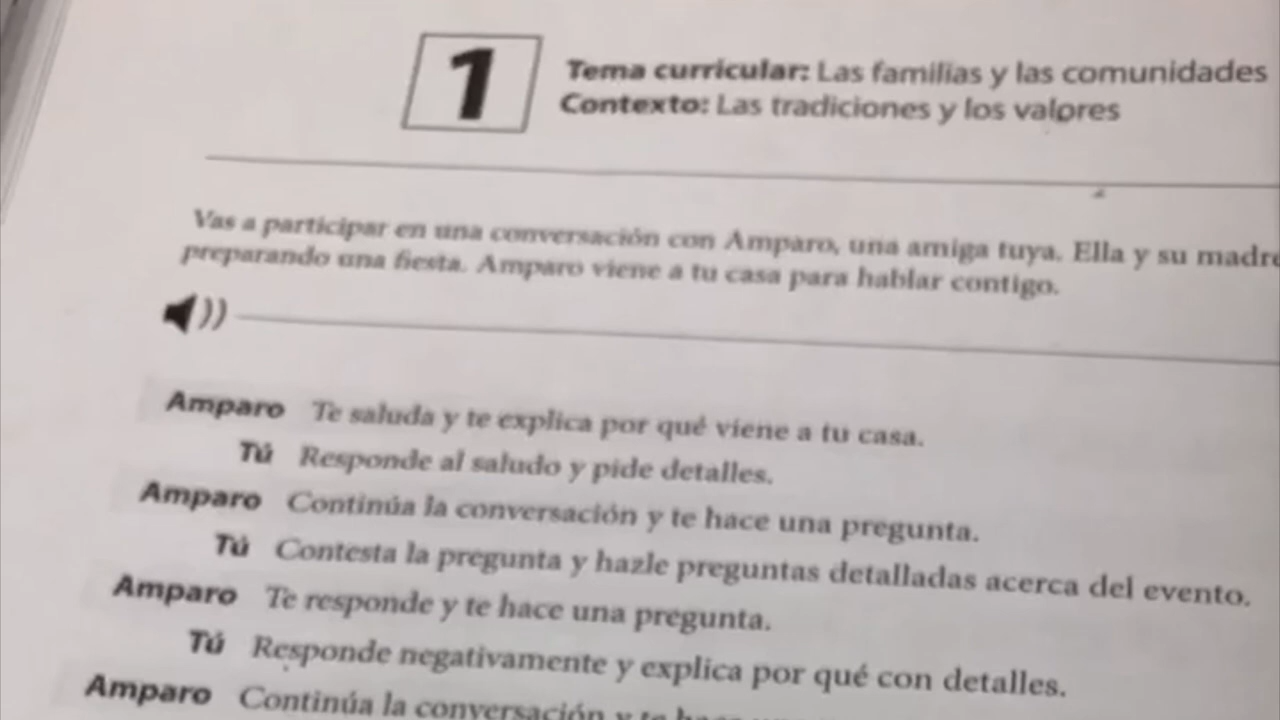 1
Tema curricular: Las familias y las comunidades
Contexto: Las tradiciones y los valores
Vas a participar en una conversación con Amparo, una amiga tuya. Ella y su madre
preparando una fiesta. Amparo viene a tu casa para hablar contigo.
Amparo Te saluda y te explica por qué viene a tu casa.
Tú Responde al saludo y pide detalles.
Amparo Continúa la conversación y te hace una pregunta.
Tú Contesta la pregunta y hazle preguntas detalladas acerca del evento.
Amparo Te responde y te hace una pregunta.
Tú Responde negativamente y explica por qué con detalles.
Amparo Continúa la conversación y te